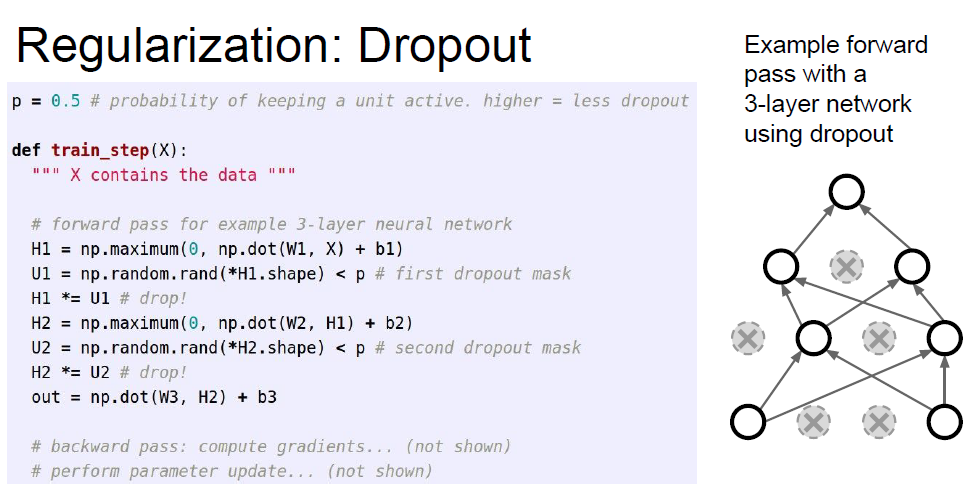 Regularization: Dropout
p = 0.5 # probability of keeping a unit active. higher = less dropout
def train_step(X):
""" X contains the data """
# forward pass for example 3-layer neural network
H1 = np.maximum(0, np.dot(W1, X) + b1)
U1 = np.random.rand(*H1.shape) < p # first dropout mask
H1 *= U1 # drop!
H2 = np.maximum(0, np.dot(W2, H1) + b2)
U2 = np.random.rand(*H2.shape) < p # second dropout mask
H2 *= U2 # drop!
out = np.dot(W3, H2) + b3
# backward pass: compute gradients... (not shown)
# perform parameter update... (not shown)
Example forward
pass with a
3-layer network
using dropout